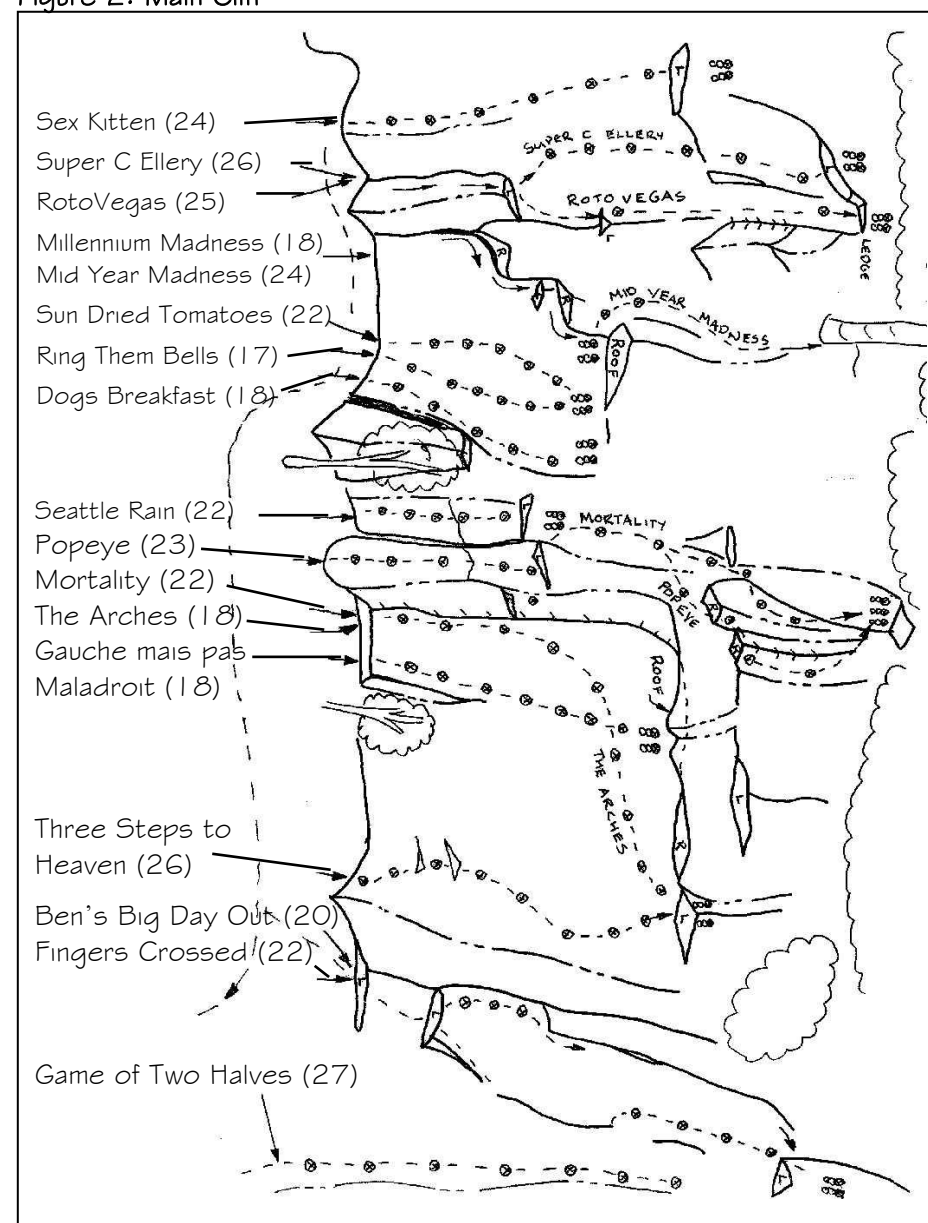 Figure 2: Main Cliff
Sex Kitten (24)
Super C Ellery (26)
RotoVegas (25)
Millennium Madness (18)
Mid Year Madness (24)
Sun Dried Tomatoes (22)
Ring Them Bells (17)
Dogs Breakfast (18)
Seattle Rain (22)
Popeye (23)
Mortality (22)
The Arches (18)
Gauche mais pas
Maladroit (18)
Three Steps to
Heaven (26)
Ben's Big Day Out (20)
Fingers Crossed (22)
Game of Two Halves (27)
L
SUPER C ELLERY
L
L
ROTO VEGAS
L
LEDGE
R
L
R
MID YEAR
MADNESS
ROOF
L
MORTALITY
L
POPEYE
R
R
ROOF
THE ARCHES
L
R
L
L
L
L